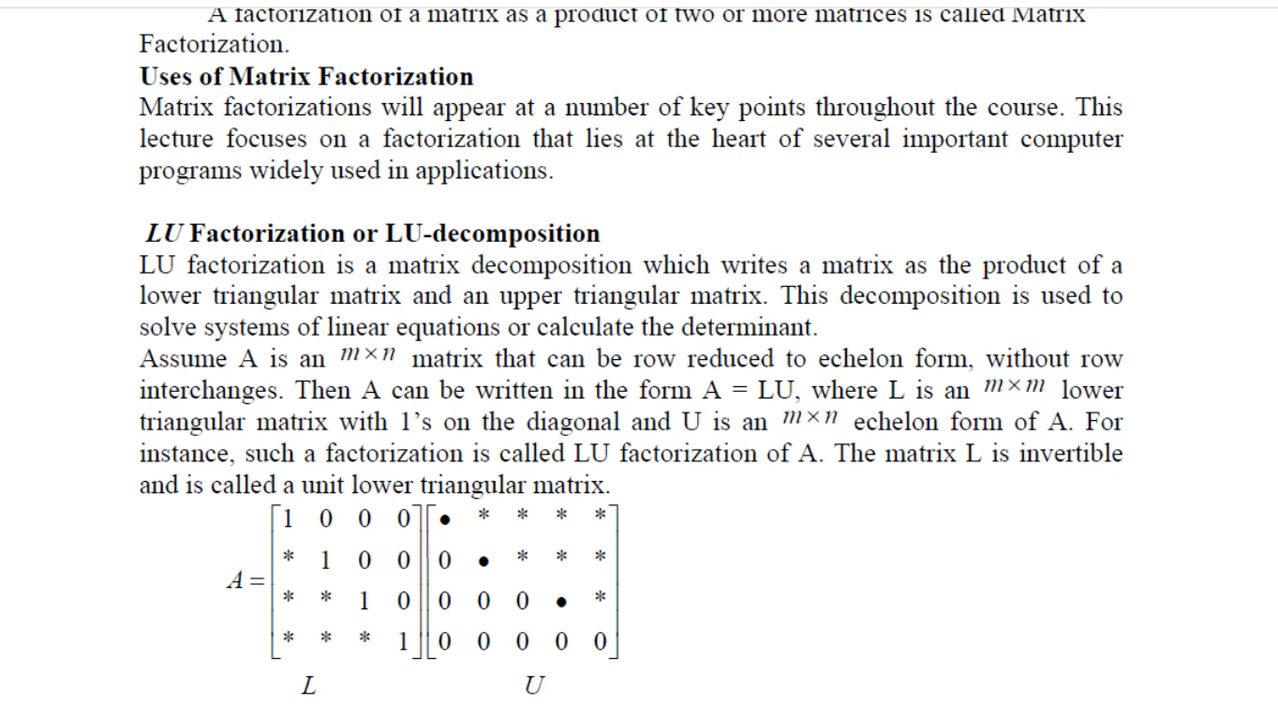 A factorization of a matrix as a product of two or more matrices is called Matrix
Factorization.
Uses of Matrix Factorization
Matrix factorizations will appear at a number of key points throughout the course. This
lecture focuses on a factorization that lies at the heart of several important computer
programs widely used in applications.
LU Factorization or LU-decomposition
LU factorization is a matrix decomposition which writes a matrix as the product of a
lower triangular matrix and an upper triangular matrix. This decomposition is used to
solve systems of linear equations or calculate the determinant.
Assume A is an m×n matrix that can be row reduced to echelon form, without row
interchanges. Then A can be written in the form A = LU, where L is an m×m lower
triangular matrix with 1’s on the diagonal and U is an m×n echelon form of A. For
instance, such a factorization is called LU factorization of A. The matrix L is invertible
and is called a unit lower triangular matrix.
1 0 0 0 • * * * *
* 1 0 0 0 • * * *
A =
* * 1 0 0 0 0 • *
* * * 1 0 0 0 0 0
L U